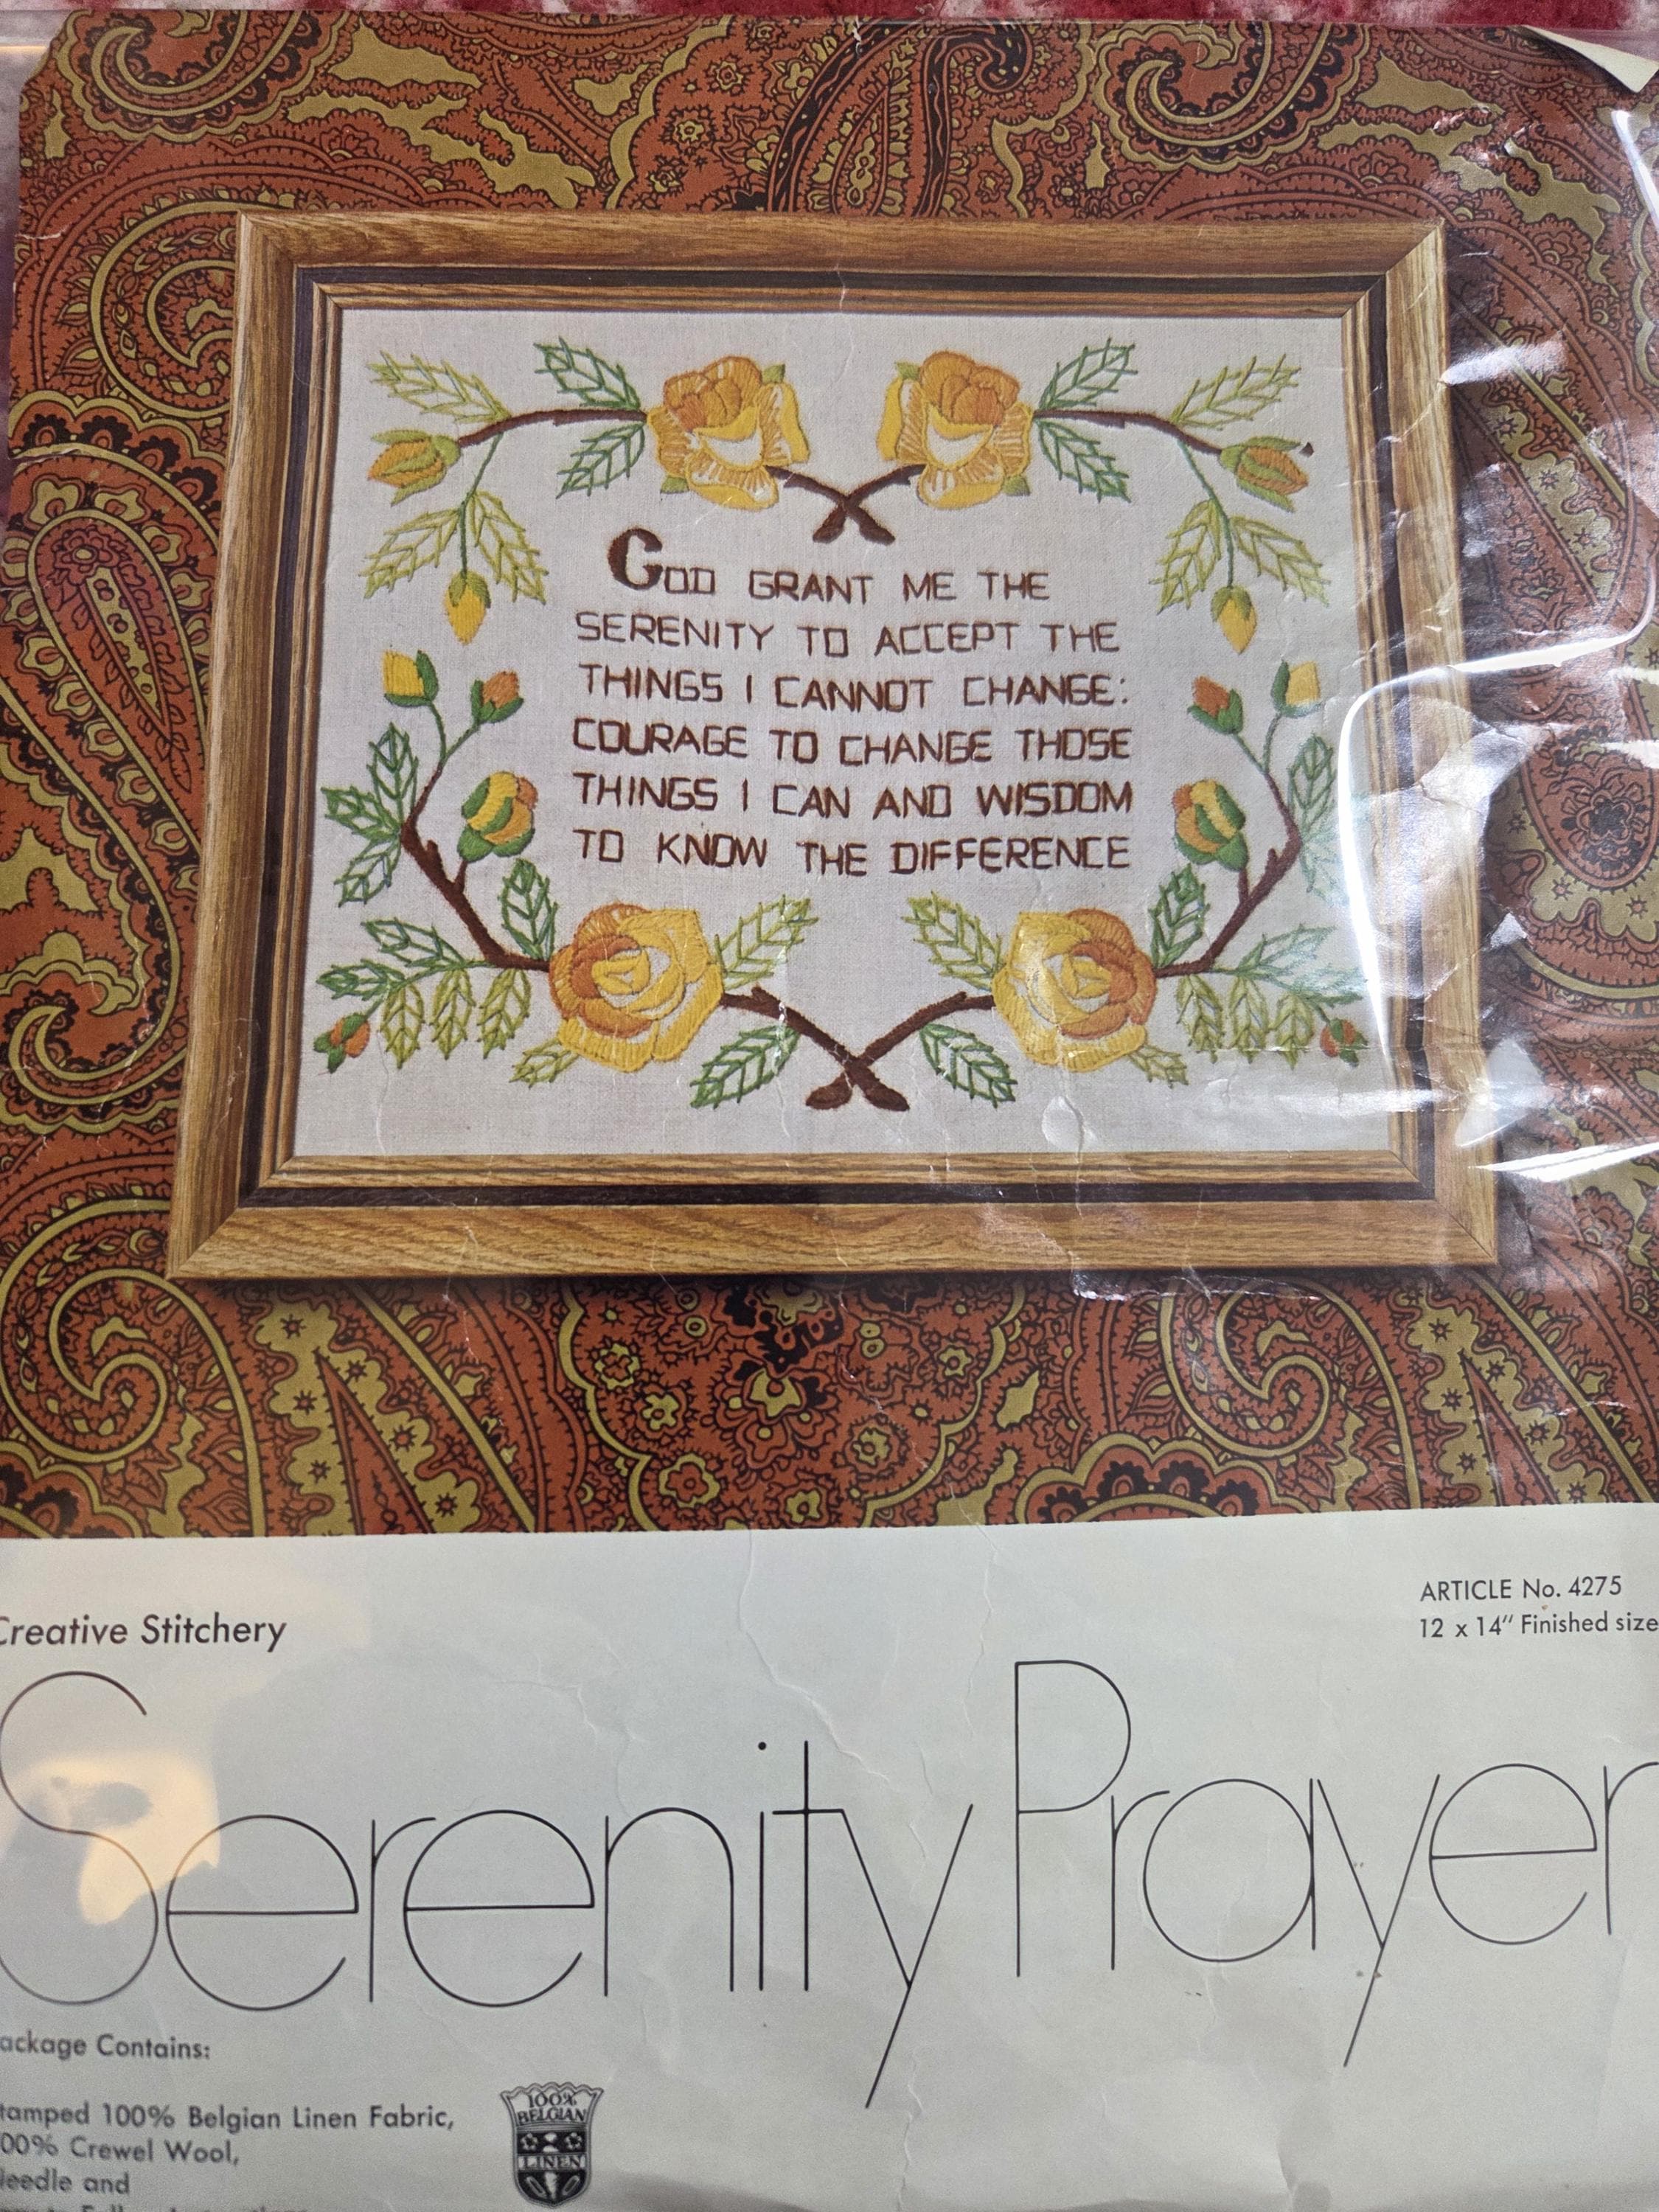 GOD GRANT ME THE
SERENITY TO ACCEPT THE
THINGS I CANNOT CHANGE:
COURAGE TO CHANGE THOSE
THINGS I CAN AND WISDOM
TO KNOW THE DIFFERENCE
Creative Stitchery
ARTICLE No. 4275
12 x 14" Finished size
Serenity Prayer
ackage Contains:
tamped 100% Belgian Linen Fabric,
00% Crewel Wool,
eedle and
100%
BELGIAN
LINEN